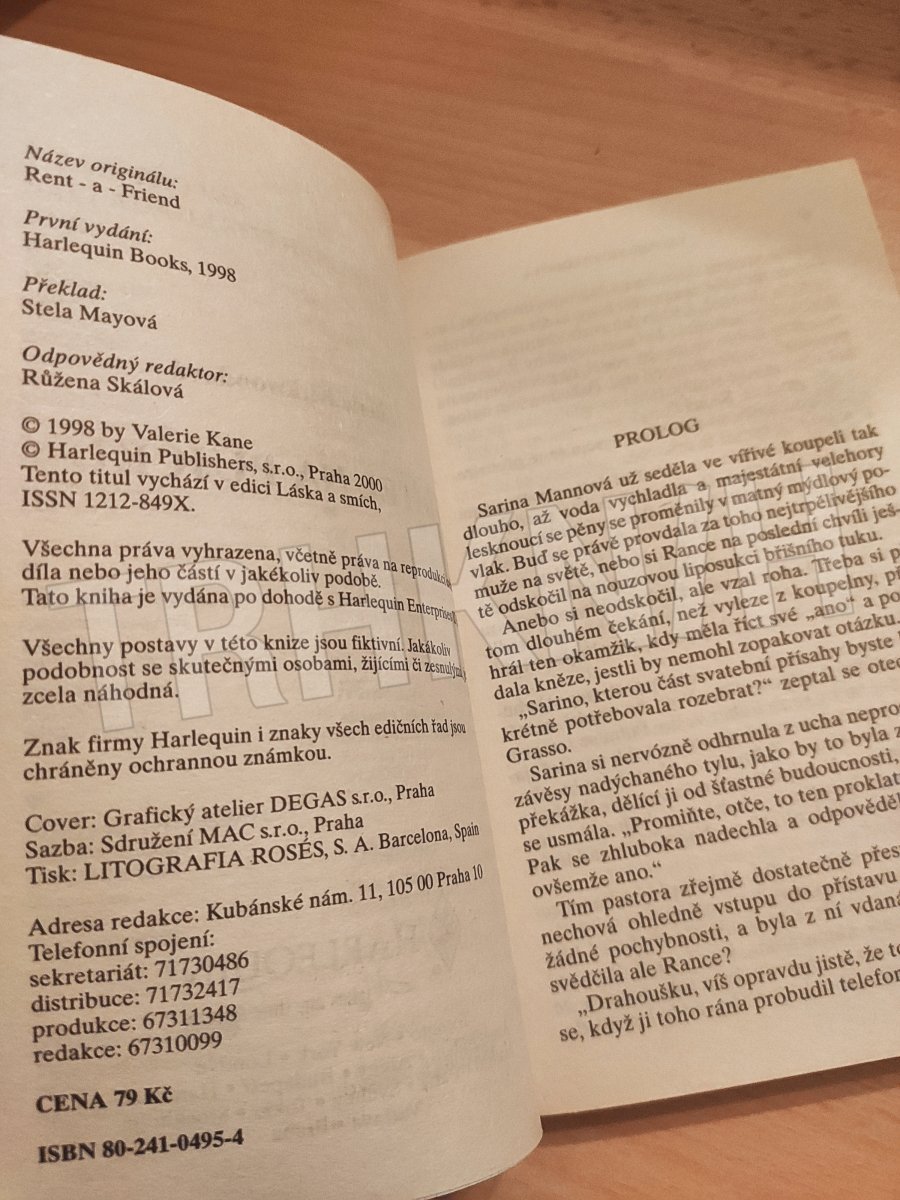 Název originálu:
Rent - a - Friend
První vydání:
Harlequin Books, 1998
Překlad:
Stela Mayová
Odpovědný redaktor:
Růžena Skálová
© 1998 by Valerie Kane
© Harlequin Publishers, s.r.o., Praha 2000
Tento titul vychází v edici Láska a smích,
ISSN 1212-849X.
Všechna práva vyhrazena, včetně práva na reprodukci
díla nebo jeho částí v jakékoliv podobě.
Tato kniha je vydána po dohodě s Harlequin Enterprises
Všechny postavy v této knize jsou fiktivní. Jakákoliv
podobnost se skutečnými osobami, žijícími či zesnulými,
zcela náhodná.
Znak firmy Harlequin i znaky všech edičních řad jsou
chráněny ochrannou známkou.
Cover: Grafický atelier DEGAS s.r.o., Praha
Sazba: Sdružení MAC s.r.o., Praha
Tisk: LITOGRAFIA ROSÉS, S. A. Barcelona, Spain
Adresa redakce: Kubánské nám. 11, 105 00 Praha 10
Telefonní spojení:
sekretariát: 71730486
distribuce: 71732417
produkce: 67311348
redakce: 67310099
CENA 79 Kč
ISBN 80-241-0495-4
PROLOG
Sarina Mannová už seděla ve vířivé koupeli tak
dlouho, až voda vychladla a majestátní velehory
lesknoucí se pěny se proměnily v matný mýdlový po-
vlak. Buď se právě provdala za toho nejtrpělivějšího
muže na světě, nebo si Rance na poslední chvíli ješ-
tě odskočil na nouzovou liposukci břišního tuku.
Anebo si neodskočil, ale vzal roha. Třeba si p
tom dlouhém čekání, než vyleze z koupelny, př
hrál ten okamžik, kdy měla říct své „ano“ a po
dala kněze, jestli by nemohl zopakovat otázku.
„Sarino, kterou část svatební přísahy byste
krétně potřebovala rozebrat?“ zeptal se otec
Grasso.
Sarina si nervózně odhrnula z ucha nepro
závěsy nadýchaného tylu, jako by to byla z
překážka, dělící ji od šťastné budoucnosti,
se usmála. „Promiňte, otče, to ten proklat
Pak se zhluboka nadechla a odpověděl
ovšemže ano.“
Tím pastora zřejmě dostatečně přes
nechová ohledně vstupu do přístavu
žádné pochybnosti, a byla z ní vdaná
svědčila ale Rance?
„Drahoušku, víš opravdu jistě, že to
se, když ji toho rána probudil telefon